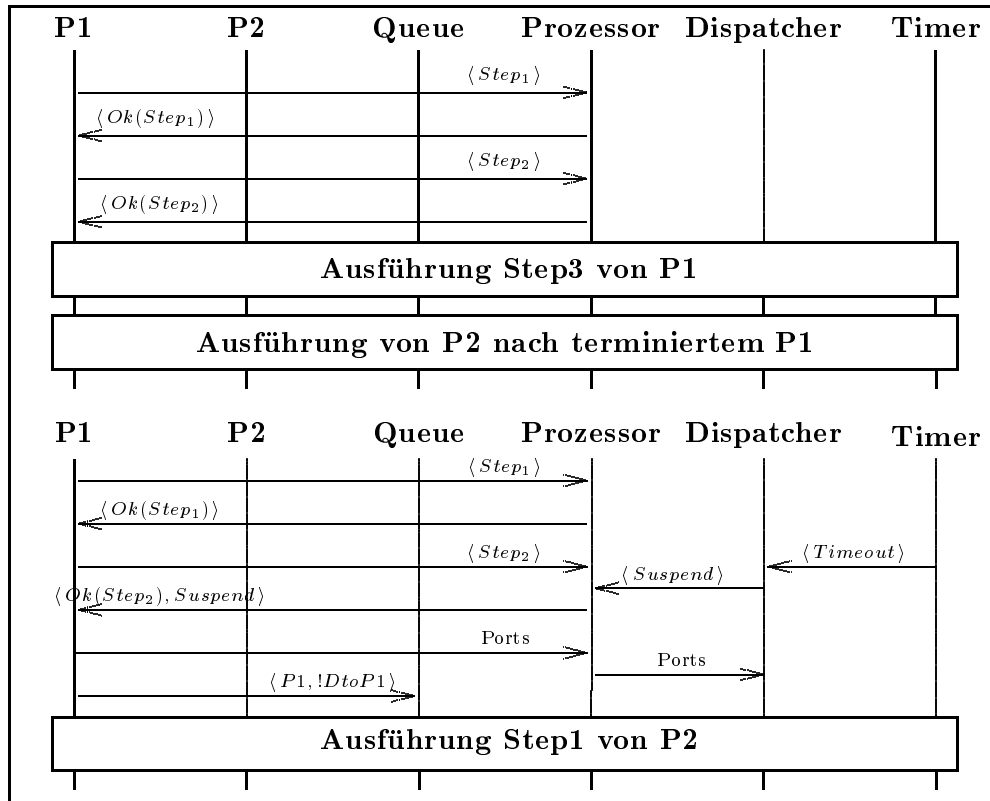 P1 P2 Queue Prozessor Dispatcher Timer
⟨Step₁⟩
⟨Ok(Step₁)⟩
⟨Step₂⟩
⟨Ok(Step₂)⟩
Ausführung Step3 von P1
Ausführung von P2 nach terminiertem P1
P1 P2 Queue Prozessor Dispatcher Timer
⟨Step₁⟩
⟨Ok(Step₁)⟩
⟨Step₂⟩ ⟨Timeout⟩
⟨Suspend⟩
⟨Ok(Step₂), Suspend⟩
Ports
Ports
⟨P1, !DtoP1⟩
Ausführung Step1 von P2